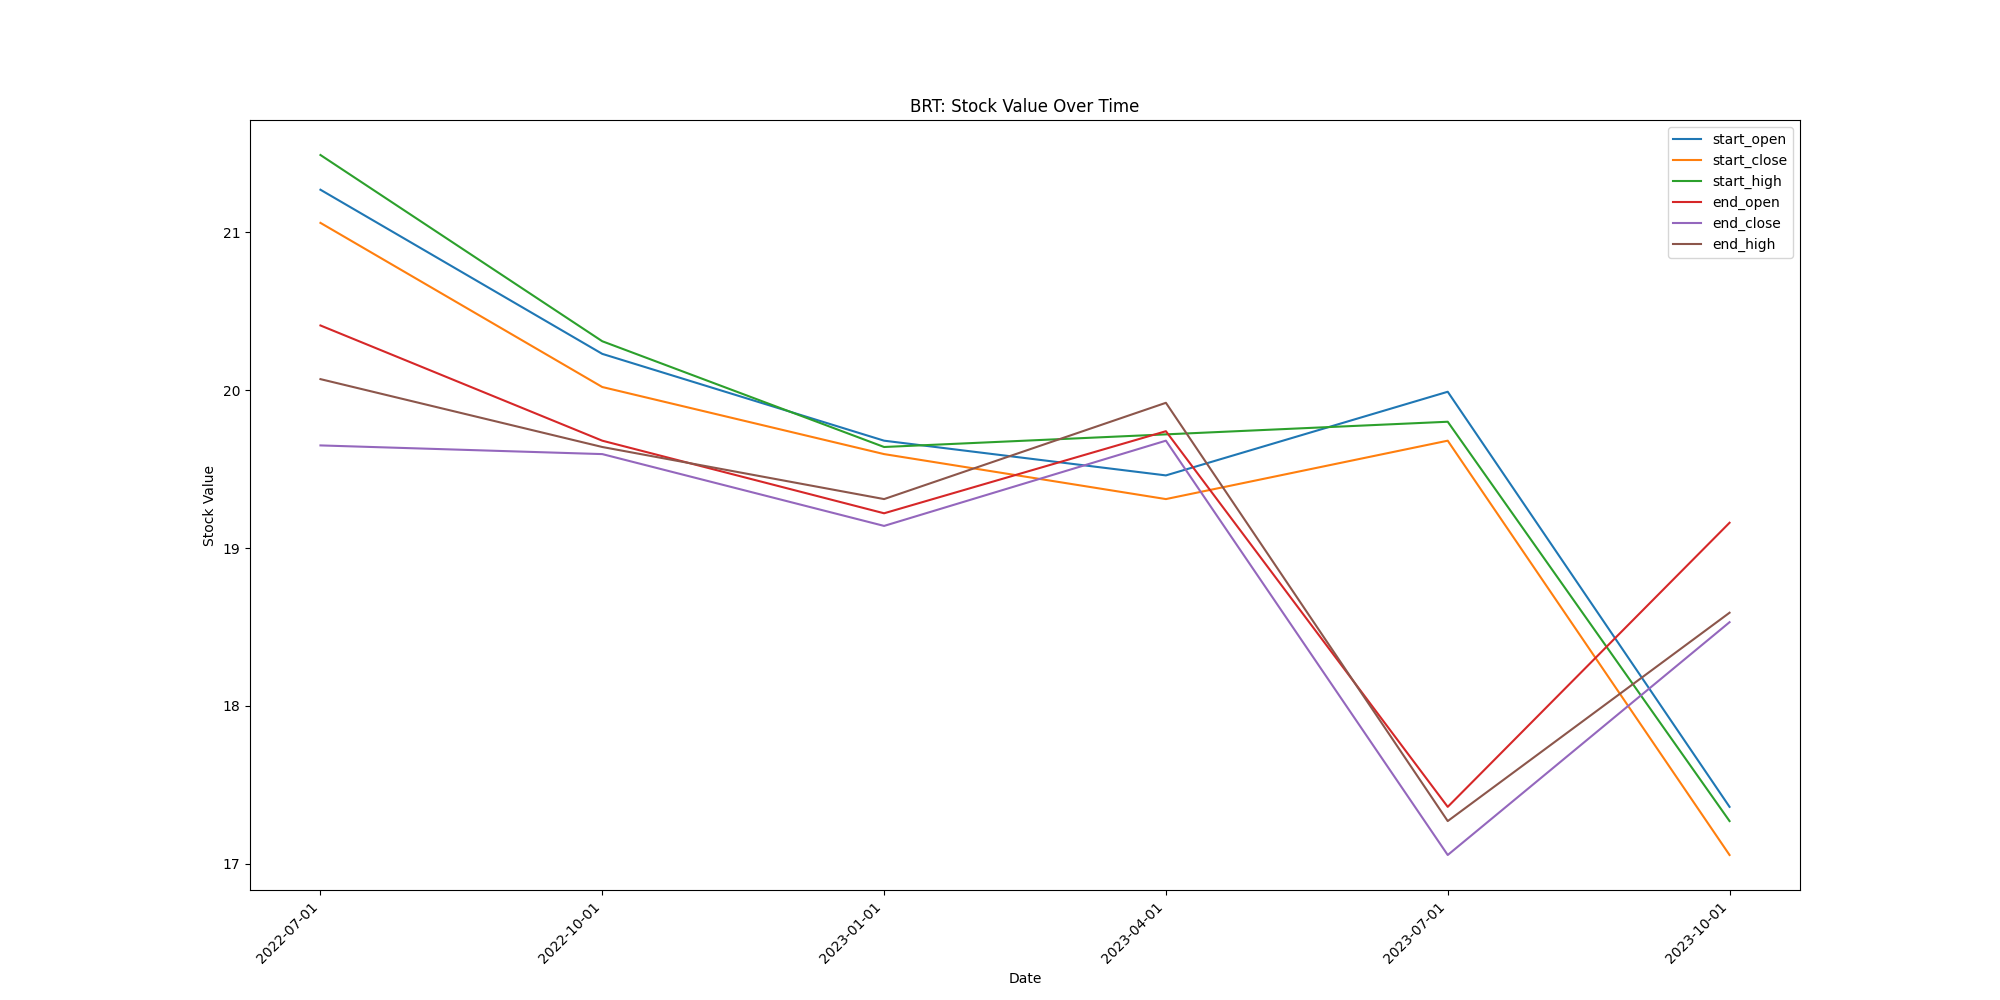 BRT: Stock Value Over Time
start_open
start_close
start_high
end_open
end_close
end_high
Stock Value
21
20
19
18
17
2022-07-01
2022-10-01
2023-01-01
2023-04-01
2023-07-01
2023-10-01
Date